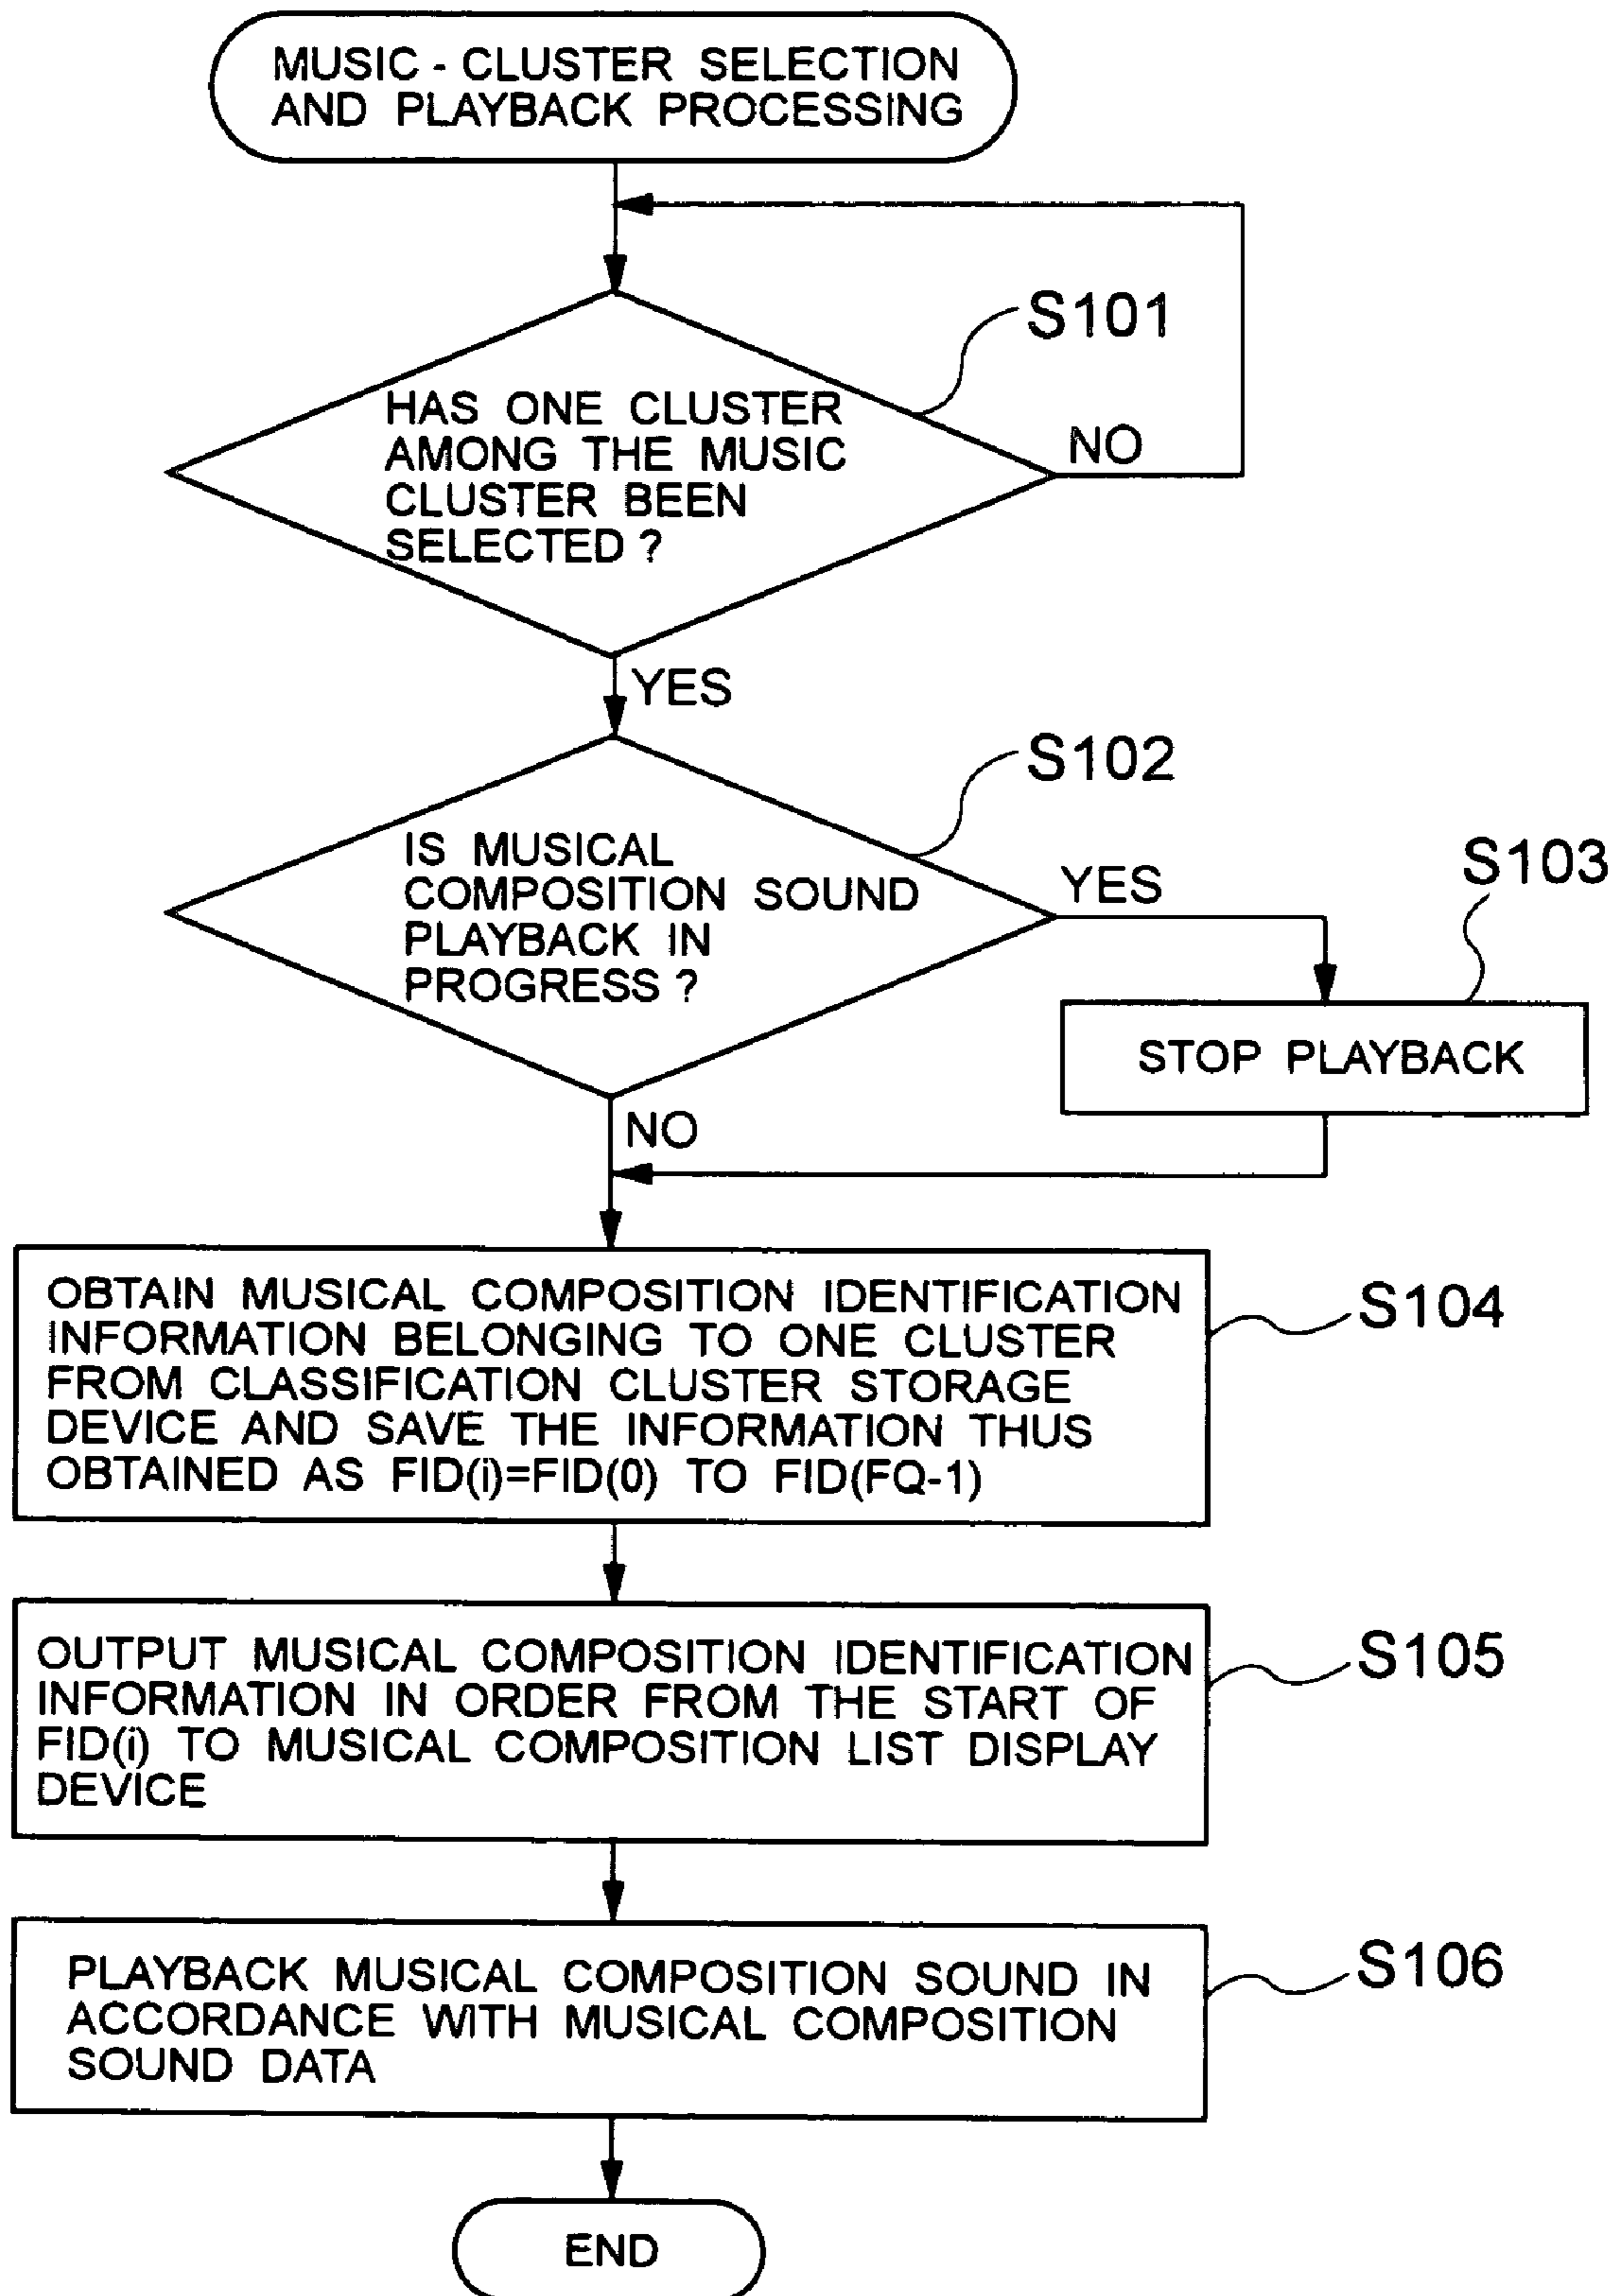 MUSIC - CLUSTER SELECTION
AND PLAYBACK PROCESSING
S101
HAS ONE CLUSTER
AMONG THE MUSIC
CLUSTER BEEN
SELECTED ?
NO
YES
S102
IS MUSICAL
COMPOSITION SOUND
PLAYBACK IN
PROGRESS ?
YES
S103
STOP PLAYBACK
NO
OBTAIN MUSICAL COMPOSITION IDENTIFICATION
INFORMATION BELONGING TO ONE CLUSTER
FROM CLASSIFICATION CLUSTER STORAGE
DEVICE AND SAVE THE INFORMATION THUS
OBTAINED AS FID(i)=FID(0) TO FID(FQ-1)
S104
OUTPUT MUSICAL COMPOSITION IDENTIFICATION
INFORMATION IN ORDER FROM THE START OF
FID(i) TO MUSICAL COMPOSITION LIST DISPLAY
DEVICE
S105
PLAYBACK MUSICAL COMPOSITION SOUND IN
ACCORDANCE WITH MUSICAL COMPOSITION
SOUND DATA
S106
END